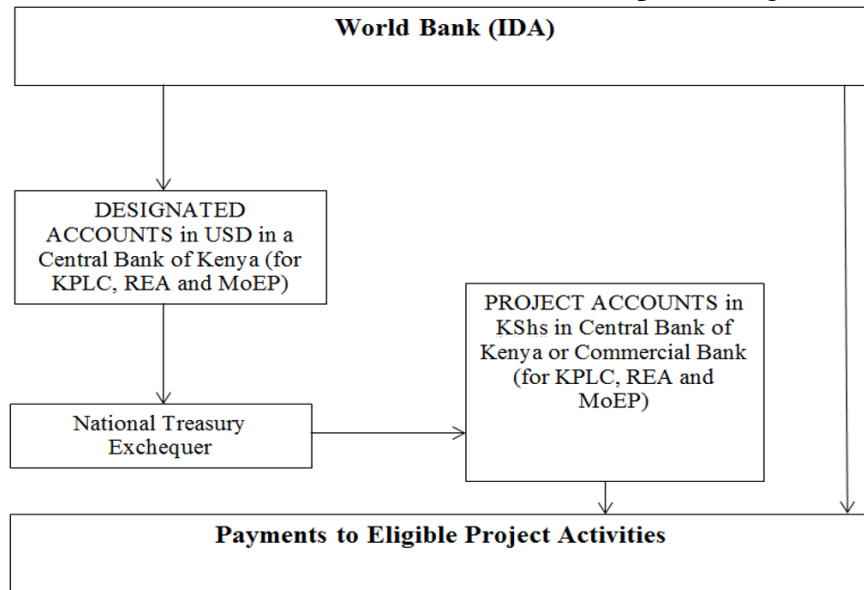 World Bank (IDA)
DESIGNATED
ACCOUNTS in USD in a
Central Bank of Kenya (for
KPLC, REA and MoEP)
PROJECT ACCOUNTS in
KShs in Central Bank of
Kenya or Commercial Bank
(for KPLC, REA and
MoEP)
National Treasury
Exchequer
Payments to Eligible Project Activities